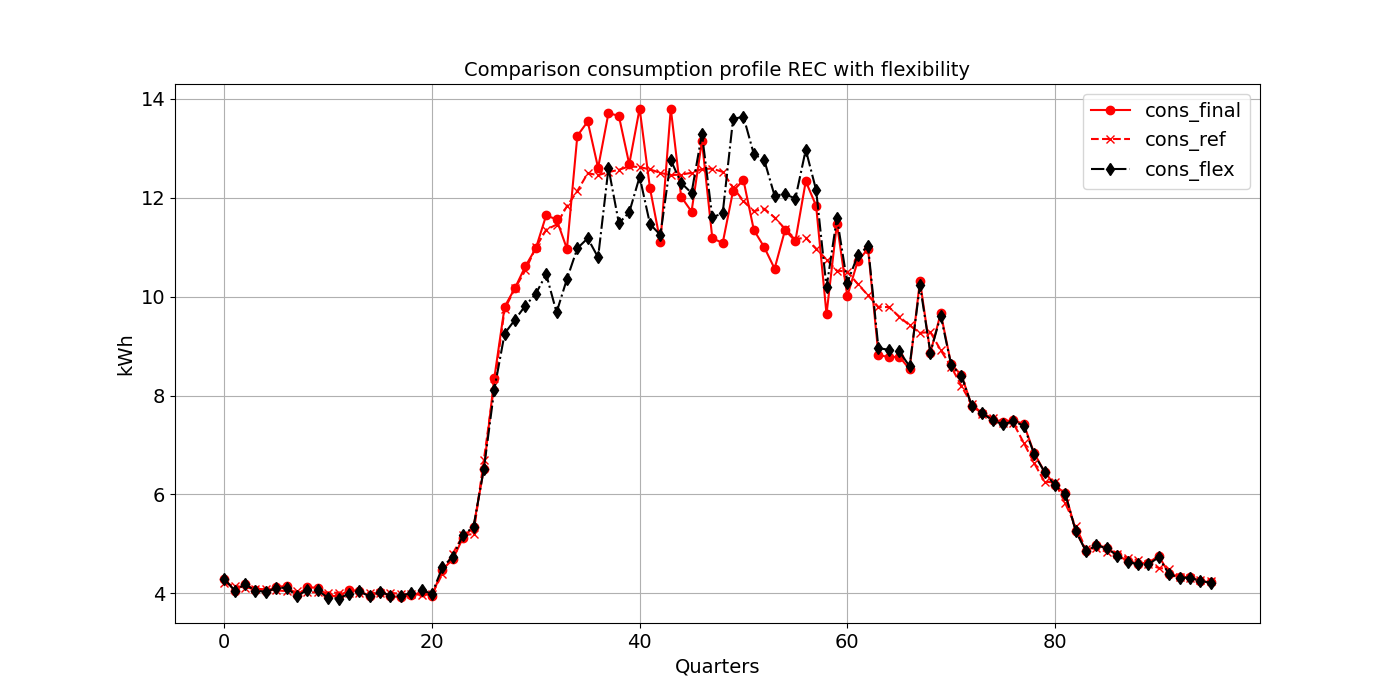 Comparison consumption profile REC with flexibility
14
12
10
8
6
4
kWh
0 20 40 60 80
Quarters
cons_final
cons_ref
cons_flex